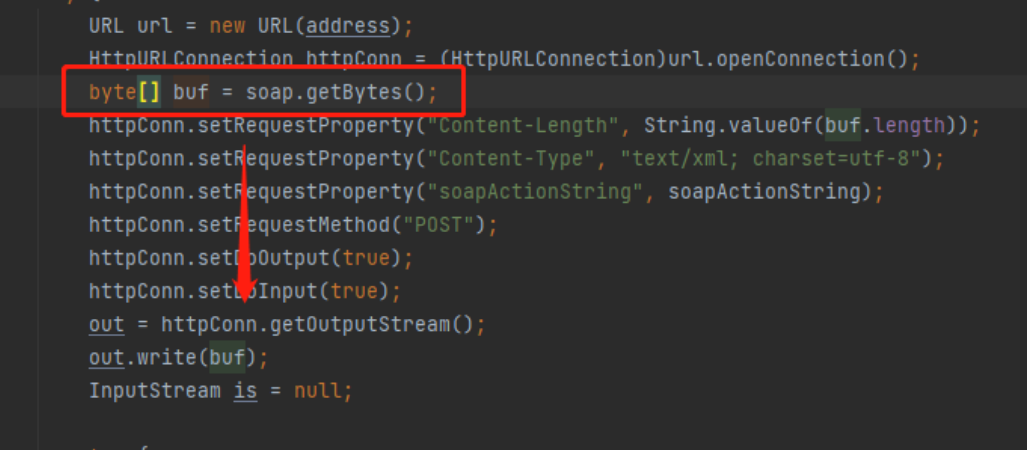 URL url = new URL(address);
HttpURLConnection httpConn = (HttpURLConnection)url.openConnection();
byte[] buf = soap.getBytes();
httpConn.setRequestProperty("Content-Length", String.valueOf(buf.length));
httpConn.setRequestProperty("Content-Type", "text/xml; charset=utf-8");
httpConn.setRequestProperty("soapActionString", soapActionString);
httpConn.setRequestMethod("POST");
httpConn.setDoOutput(true);
httpConn.setDoInput(true);
out = httpConn.getOutputStream();
out.write(buf);
InputStream is = null;